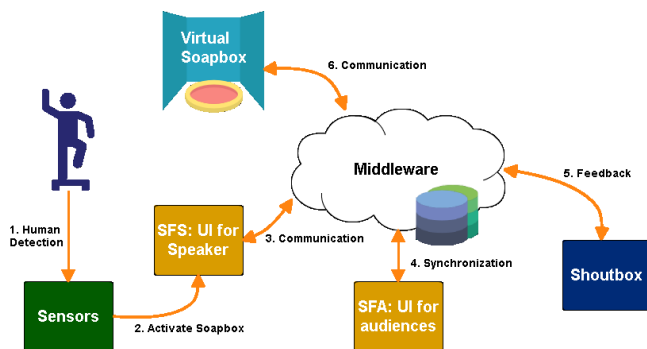 Virtual
Soapbox
6. Communication
Middleware
5. Feedback
1. Human
Detection
SFS: UI for
Speaker
3. Communication
4. Synchronization
Shoutbox
Sensors
2. Activate Soapbox
SFA: UI for
audiences